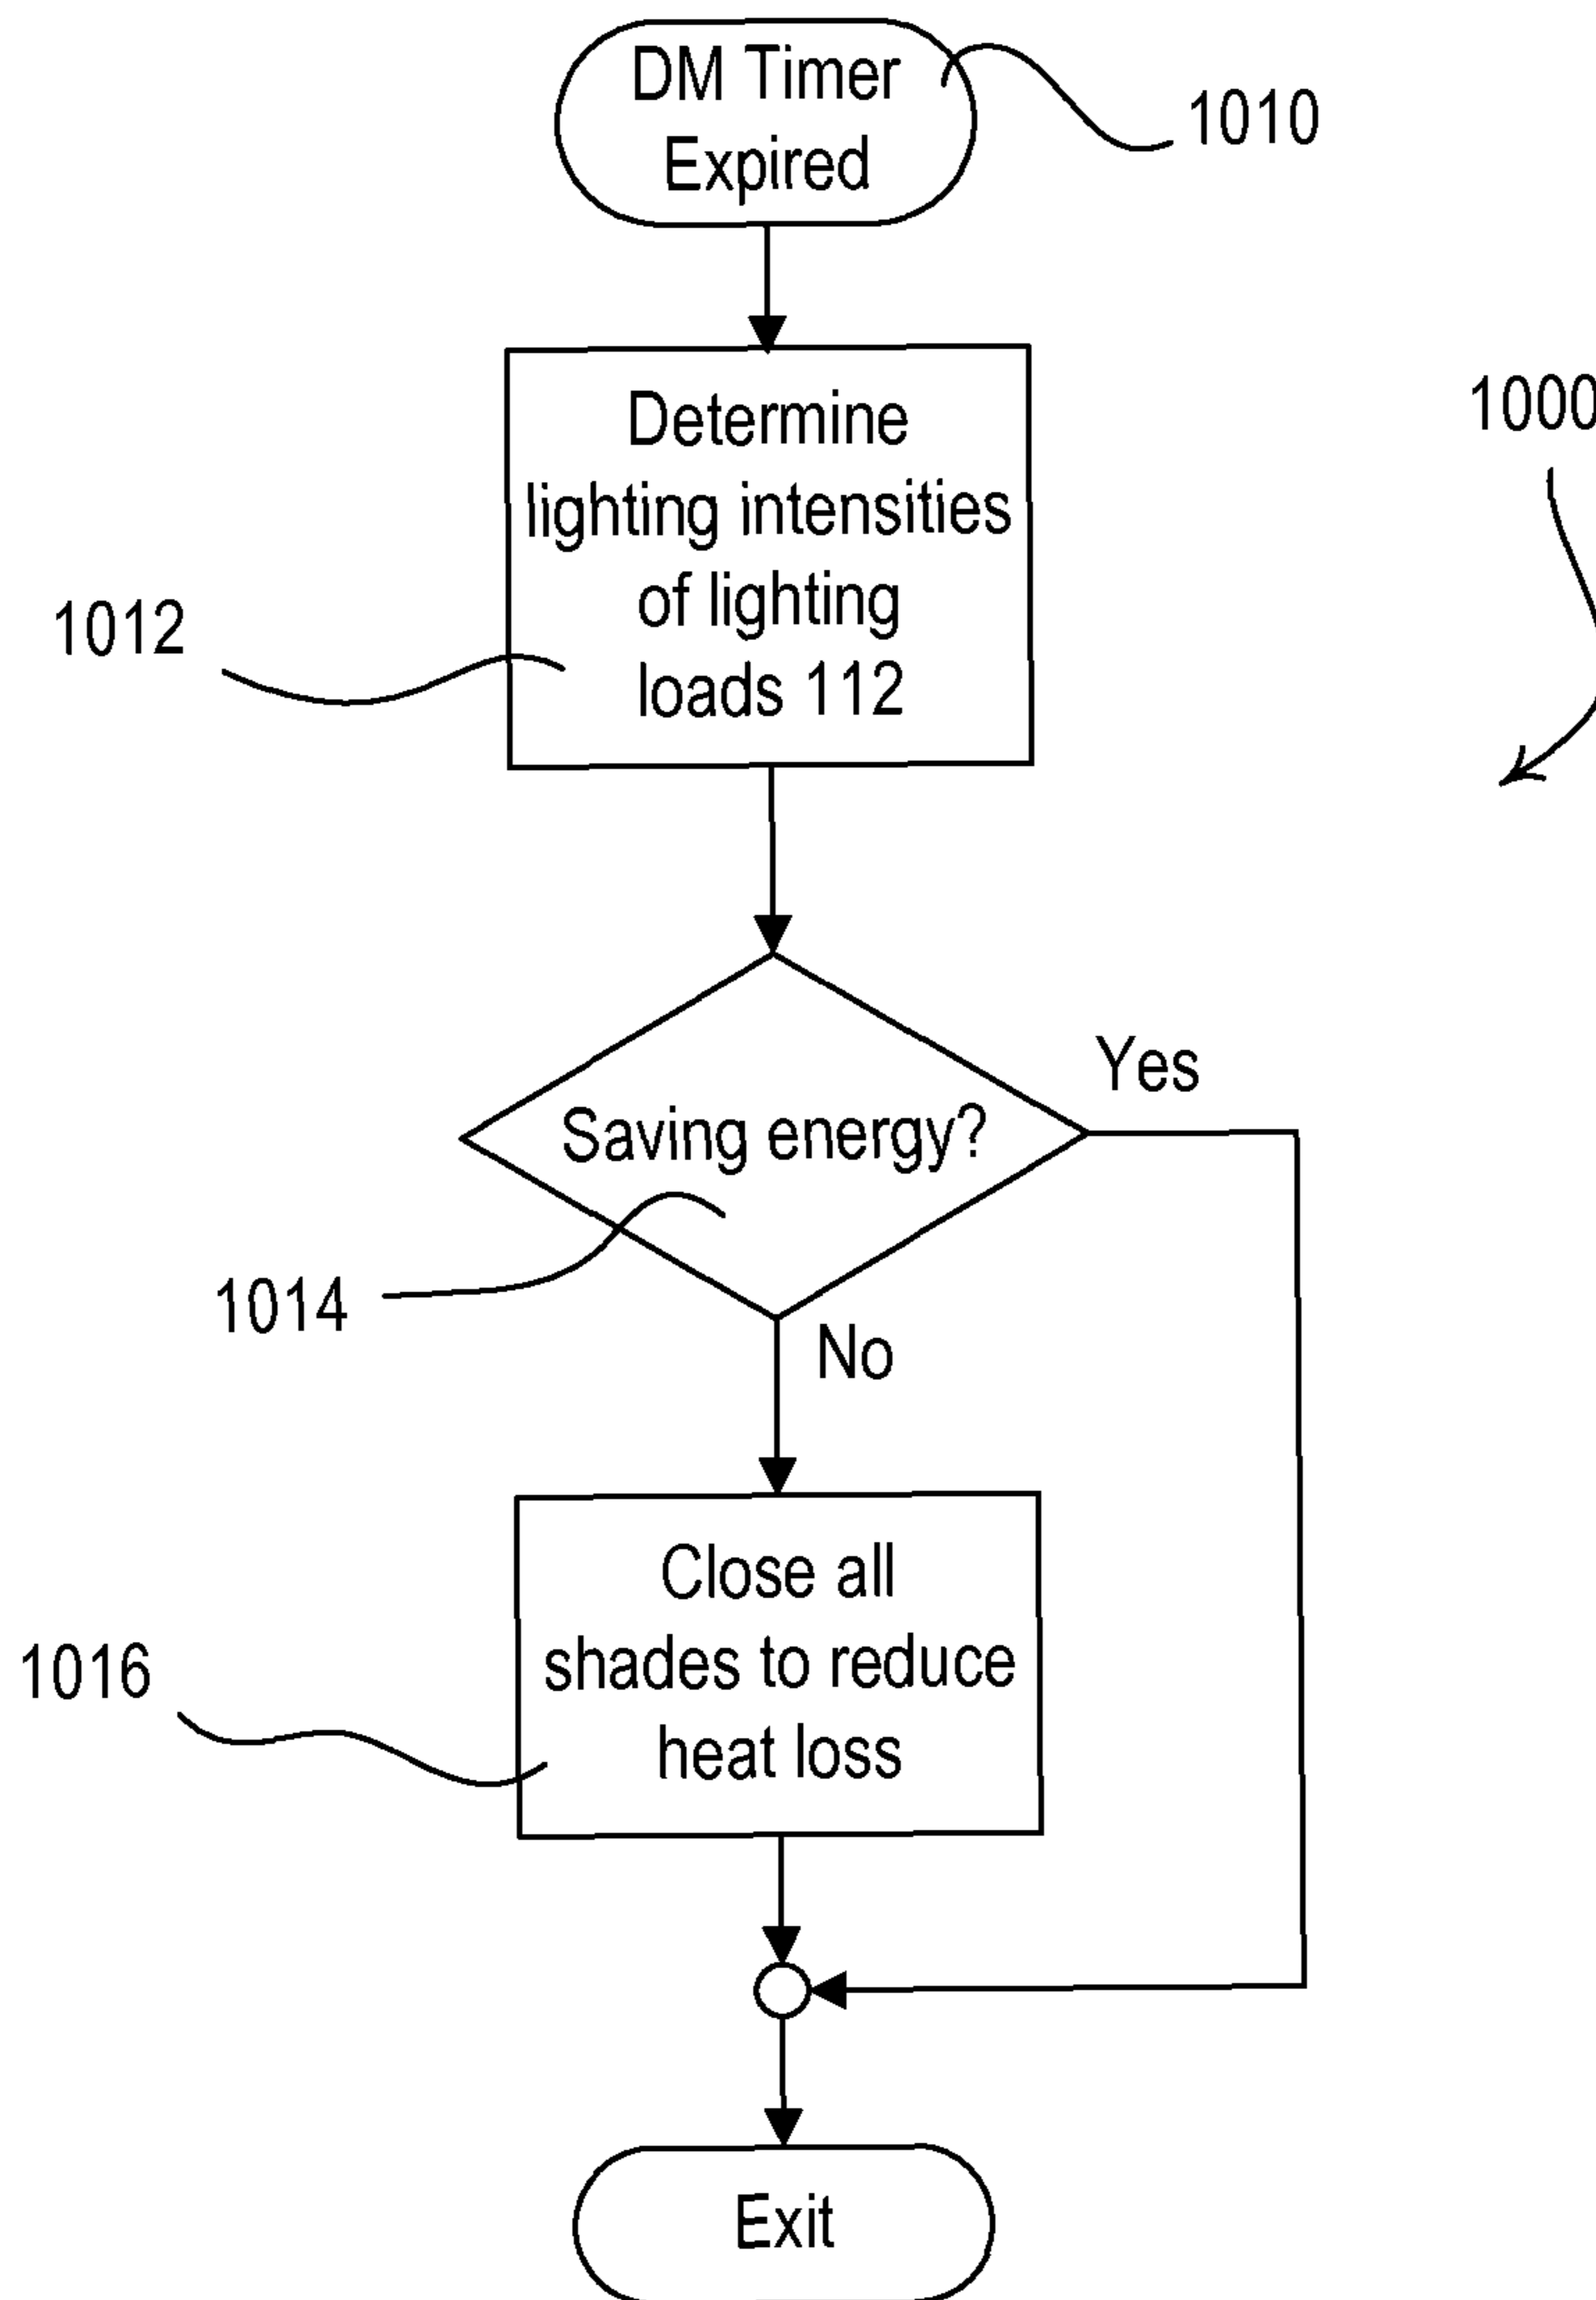 DM Timer
Expired
1010
Determine
lighting intensities
of lighting
loads 112
1000
1012
Yes
Saving energy?
1014
No
Close all
shades to reduce
heat loss
1016
Exit